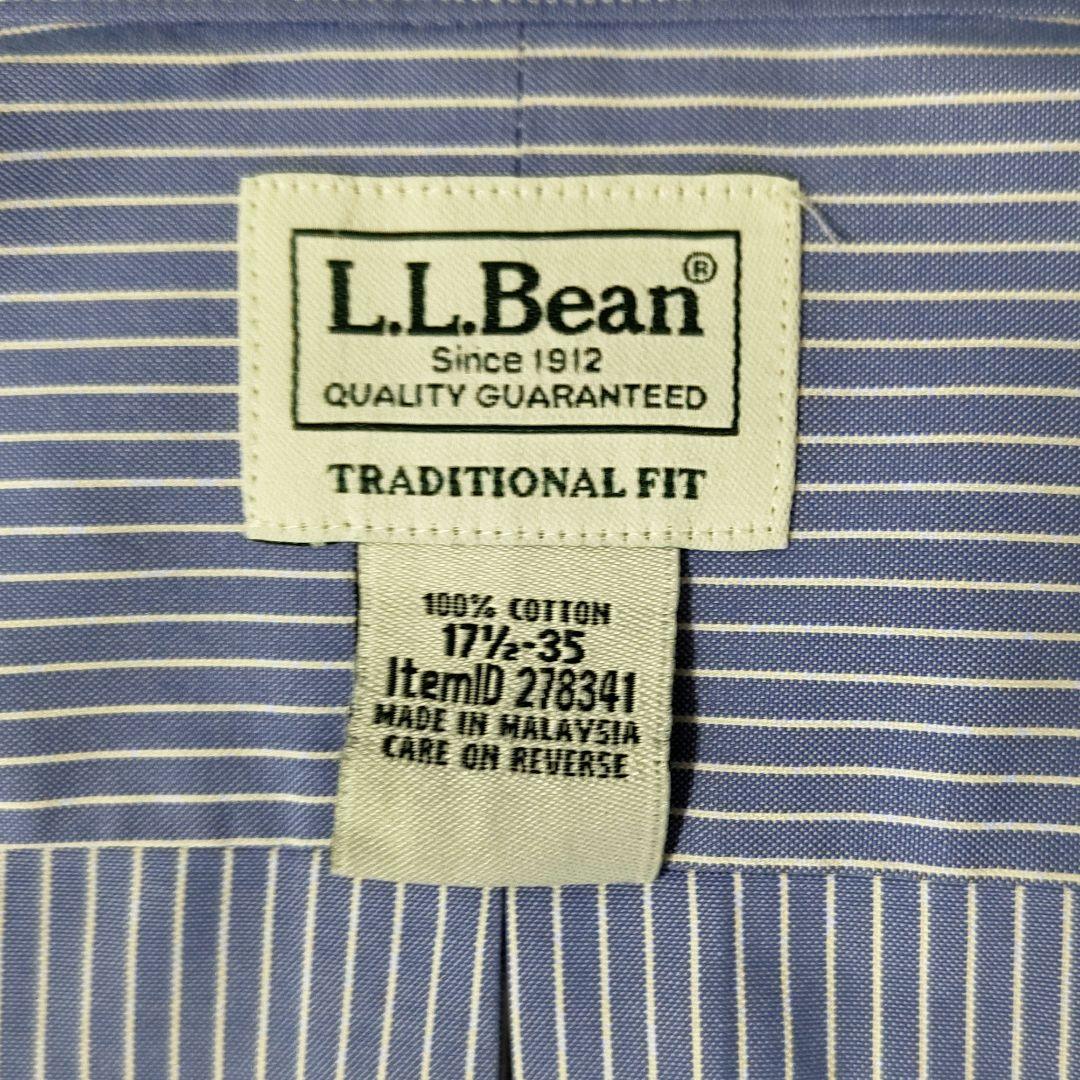 L.L.Bean®
Since 1912
QUALITY GUARANTEED
TRADITIONAL FIT
100% COTTON
17½-35
ItemID 278341
MADE IN MALAYSIA
CARE ON REVERSE